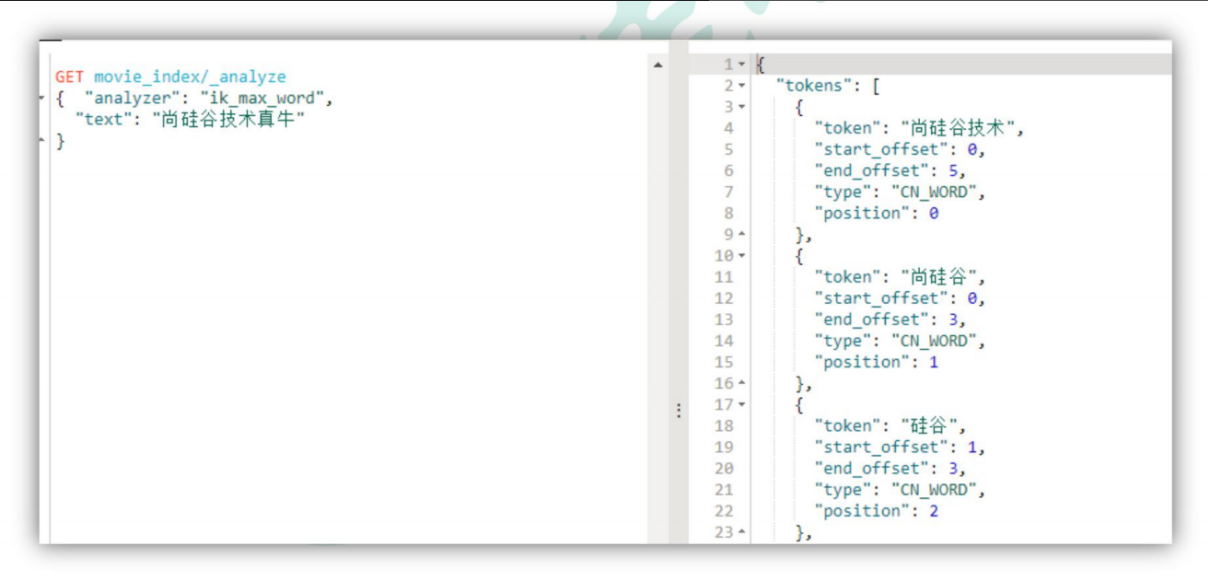 GET movie_index/_analyze
{ "analyzer": "ik_max_word",
"text": "尚硅谷技术真牛"
}
1 {
2 "tokens": [
3 {
4 "token": "尚硅谷技术",
5 "start_offset": 0,
6 "end_offset": 5,
7 "type": "CN_WORD",
8 "position": 0
9 },
10 {
11 "token": "尚硅谷",
12 "start_offset": 0,
13 "end_offset": 3,
14 "type": "CN_WORD",
15 "position": 1
16 },
17 {
18 "token": "硅谷",
19 "start_offset": 1,
20 "end_offset": 3,
21 "type": "CN_WORD",
22 "position": 2
23 },